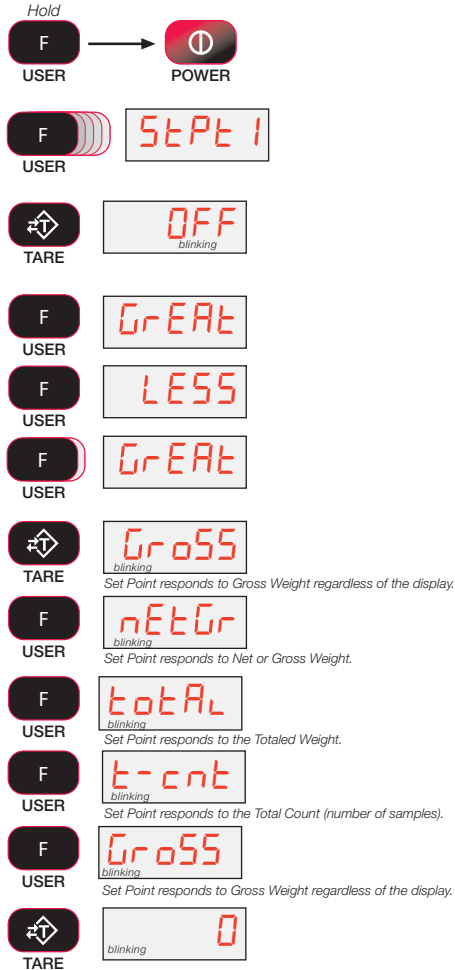 Hold
F
USER
POWER
F
StPt 1
USER
T
OFF
blinking
TARE
F
GrEAt
USER
F
LESS
USER
F
GrEAt
USER
T
GroSS
blinking
TARE
Set Point responds to Gross Weight regardless of the display.
F
nEtGr
blinking
USER
Set Point responds to Net or Gross Weight.
F
totAL
blinking
USER
Set Point responds to the Totaled Weight.
F
t-cnt
blinking
USER
Set Point responds to the Total Count (number of samples).
F
GroSS
blinking
USER
Set Point responds to Gross Weight regardless of the display.
T
0
blinking
TARE